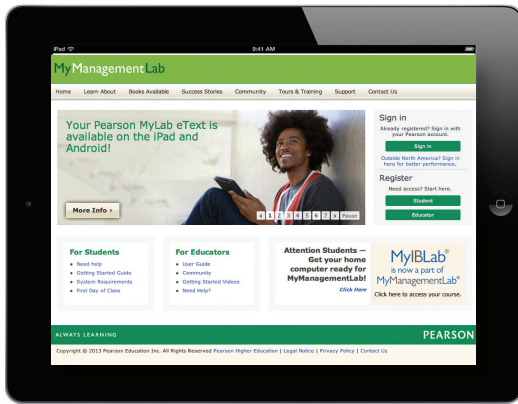 iPad 9:41 AM
MyManagementLab
Home Learn About Books Available Success Stories Community Tours & Training Support Contact Us
Your Pearson MyLab eText is
available on the iPad and
Android!
More Info ›
1 2 3 4 5 6 7 Pause
Sign in
Already registered? Sign in with
your Pearson account.
Sign in
Outside North America? Sign in
here for better performance.
Register
Need access? Start here.
Student
Educator
For Students
Need help
Getting Started Guide
System Requirements
First Day of Class
For Educators
User Guide
Community
Getting Started Videos
Need Help?
Attention Students —
Get your home
computer ready for
MyManagementLab!
Click Here
MyIBLab®
is now a part of
MyManagementLab®
Click here to access your course.
ALWAYS LEARNING PEARSON
Copyright © 2013 Pearson Education Inc. All Rights Reserved Pearson Higher Education | Legal Notice | Privacy Policy | Contact Us